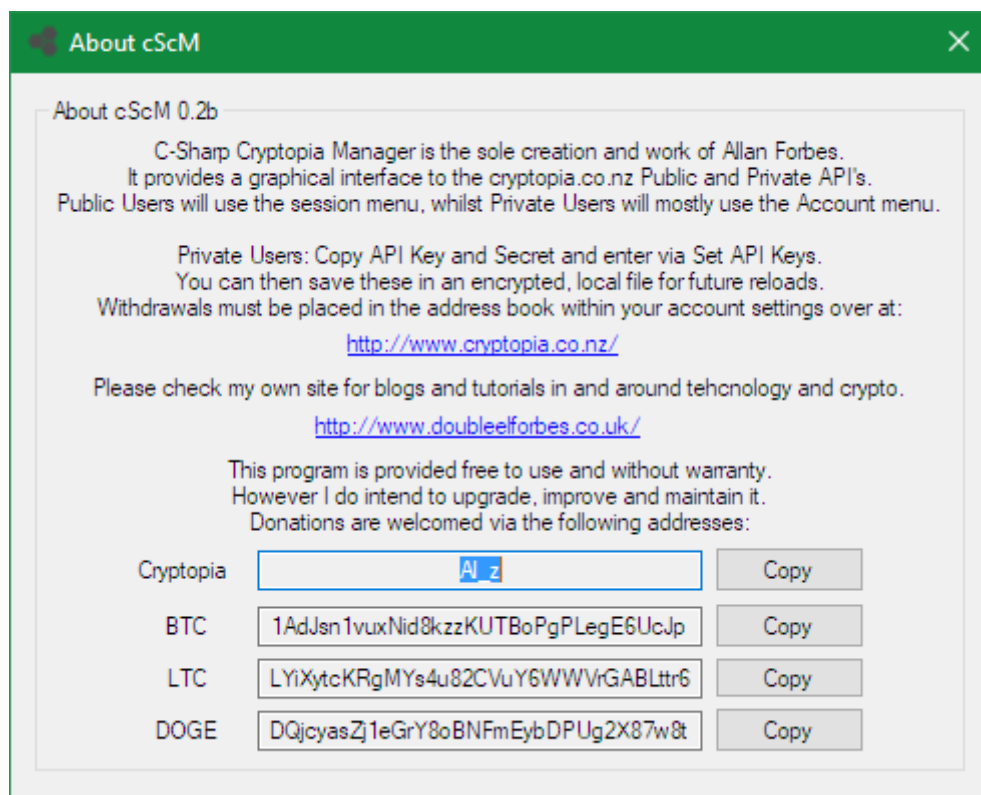 About cScM
About cScM 0.2b
C-Sharp Cryptopia Manager is the sole creation and work of Allan Forbes.
It provides a graphical interface to the cryptopia.co.nz Public and Private API's.
Public Users will use the session menu, whilst Private Users will mostly use the Account menu.
Private Users: Copy API Key and Secret and enter via Set API Keys.
You can then save these in an encrypted, local file for future reloads.
Withdrawals must be placed in the address book within your account settings over at:
http://www.cryptopia.co.nz/
Please check my own site for blogs and tutorials in and around tehcnology and crypto.
http://www.doubleelforbes.co.uk/
This program is provided free to use and without warranty.
However I do intend to upgrade, improve and maintain it.
Donations are welcomed via the following addresses:
Cryptopia Al_z Copy
BTC 1AdJsn1vuxNid8kzzKUTBoPgPLegE6UcJp Copy
LTC LYiXytcKRgMYs4u82CVuY6WWVrGABLttr6 Copy
DOGE DQjcyasZj1eGrY8oBNFmEybDPUg2X87w8t Copy